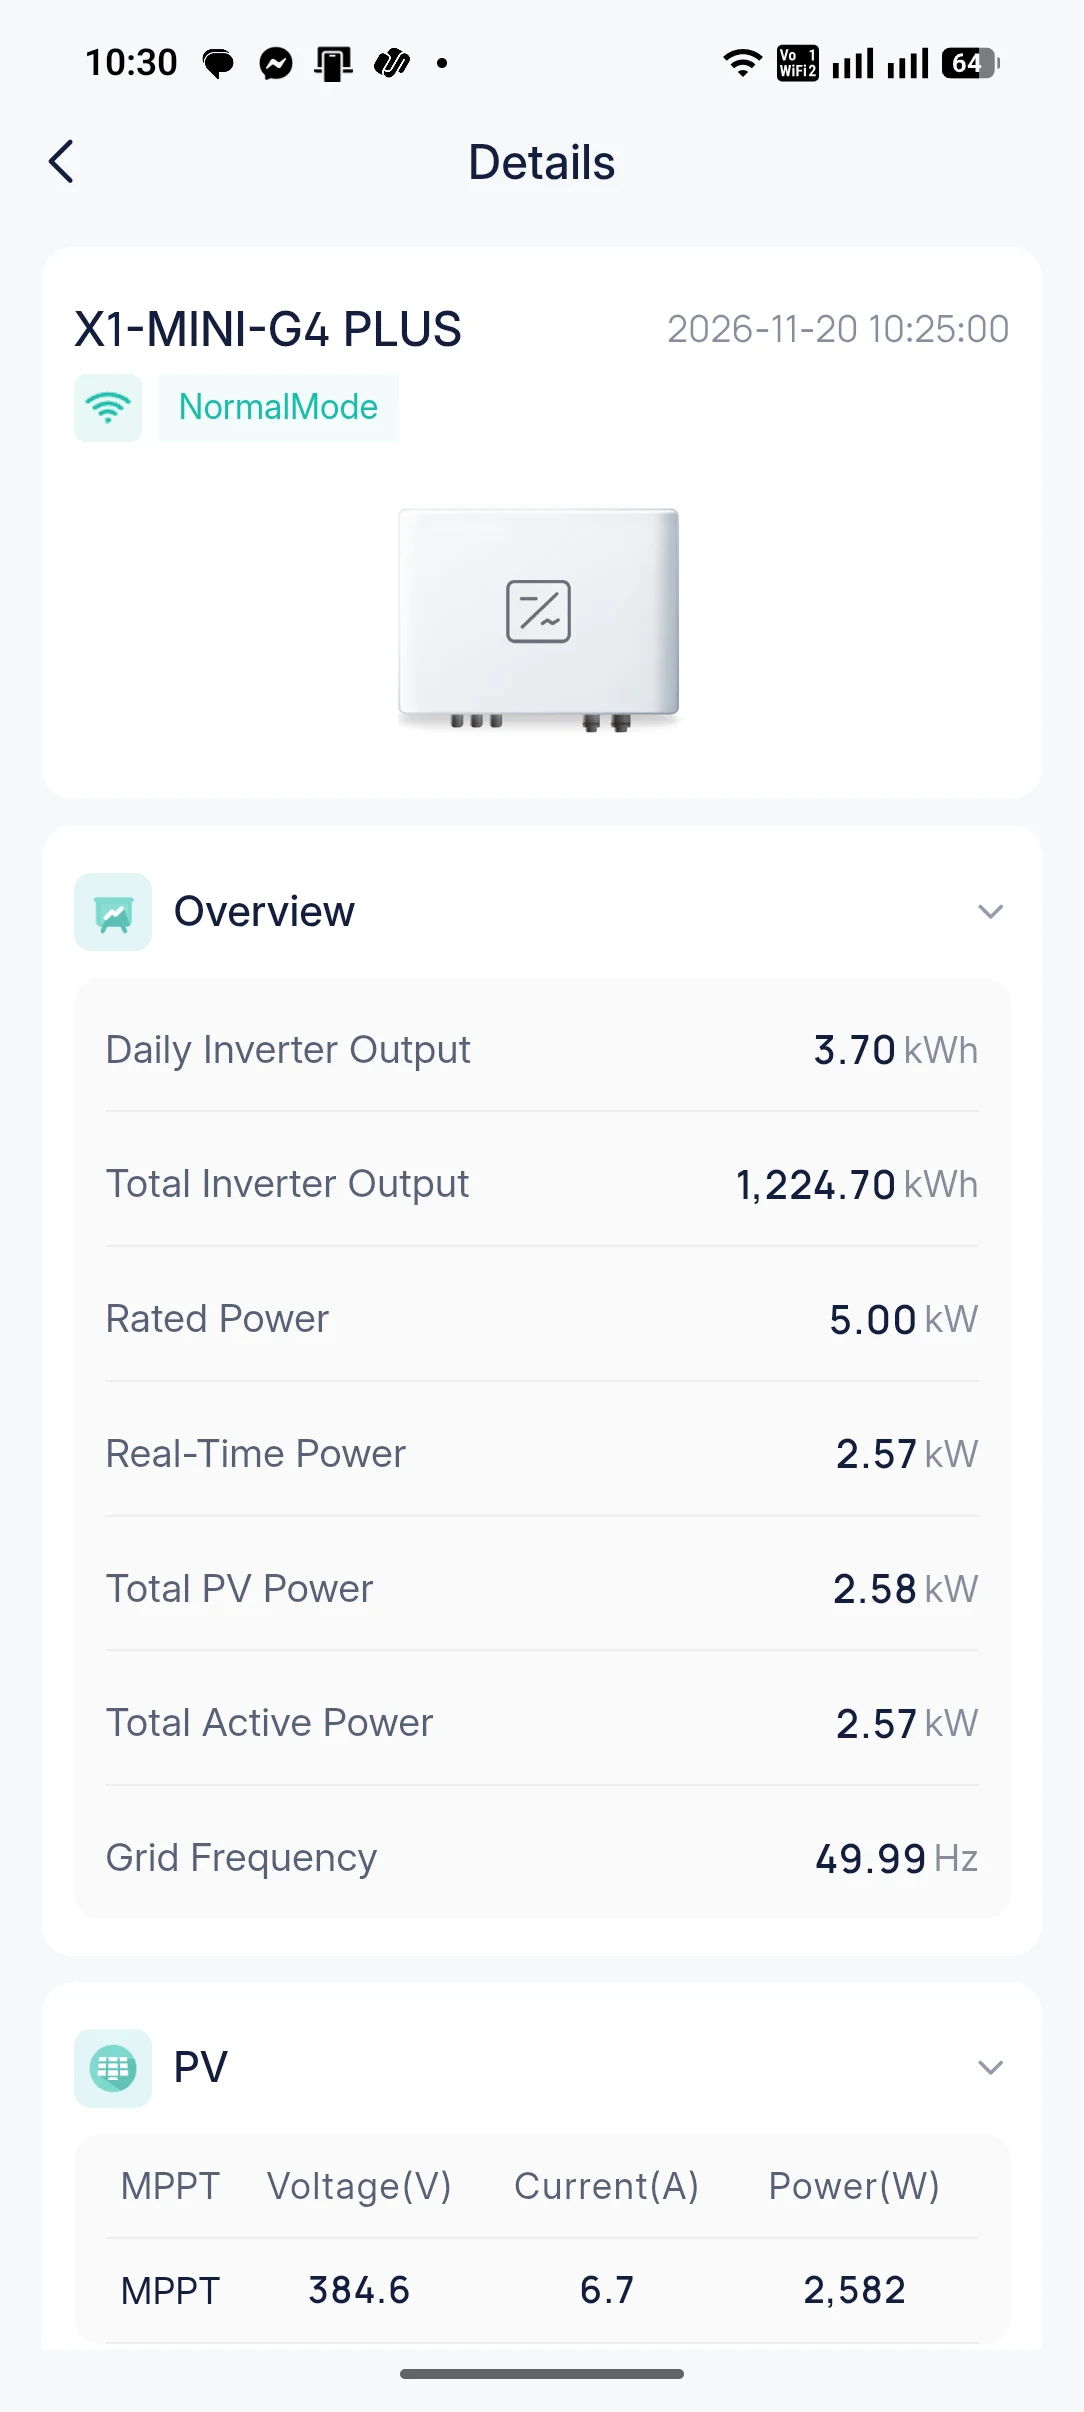 10:30
Vo 1
WiFi 2
64
Details
X1-MINI-G4 PLUS 2026-11-20 10:25:00
NormalMode
Overview
Daily Inverter Output 3.70 kWh
Total Inverter Output 1,224.70 kWh
Rated Power 5.00 kW
Real-Time Power 2.57 kW
Total PV Power 2.58 kW
Total Active Power 2.57 kW
Grid Frequency 49.99 Hz
PV
MPPT Voltage(V) Current(A) Power(W)
MPPT 384.6 6.7 2,582